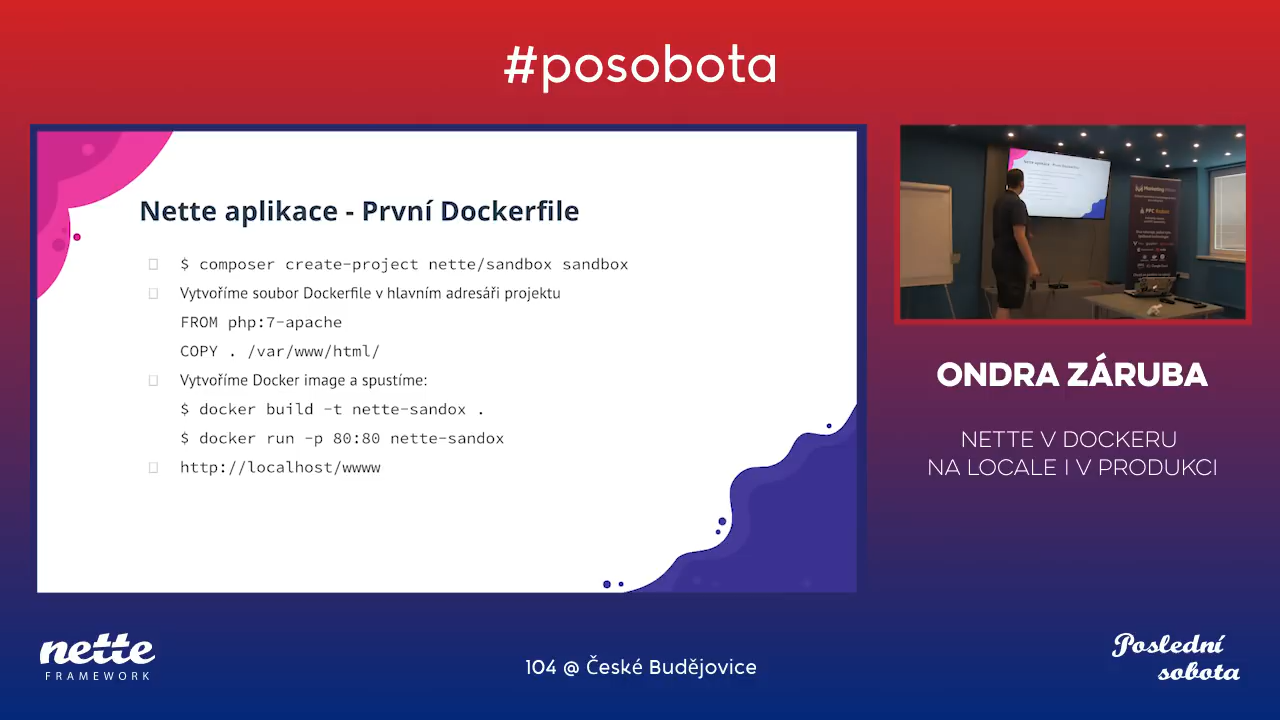 #posobota
Nette aplikace - První Dockerfile
$ composer create-project nette/sandbox sandbox
Vytvoříme soubor Dockerfile v hlavním adresáři projektu
FROM php:7-apache
COPY . /var/www/html/
Vytvoříme Docker image a spustíme:
$ docker build -t nette-sandox .
$ docker run -p 80:80 nette-sandox
http://localhost/wwww
ONDRA ZÁRUBA
NETTE V DOCKERU
NA LOCALE I V PRODUKCI
nette
FRAMEWORK
104 @ České Budějovice
Poslední
sobota